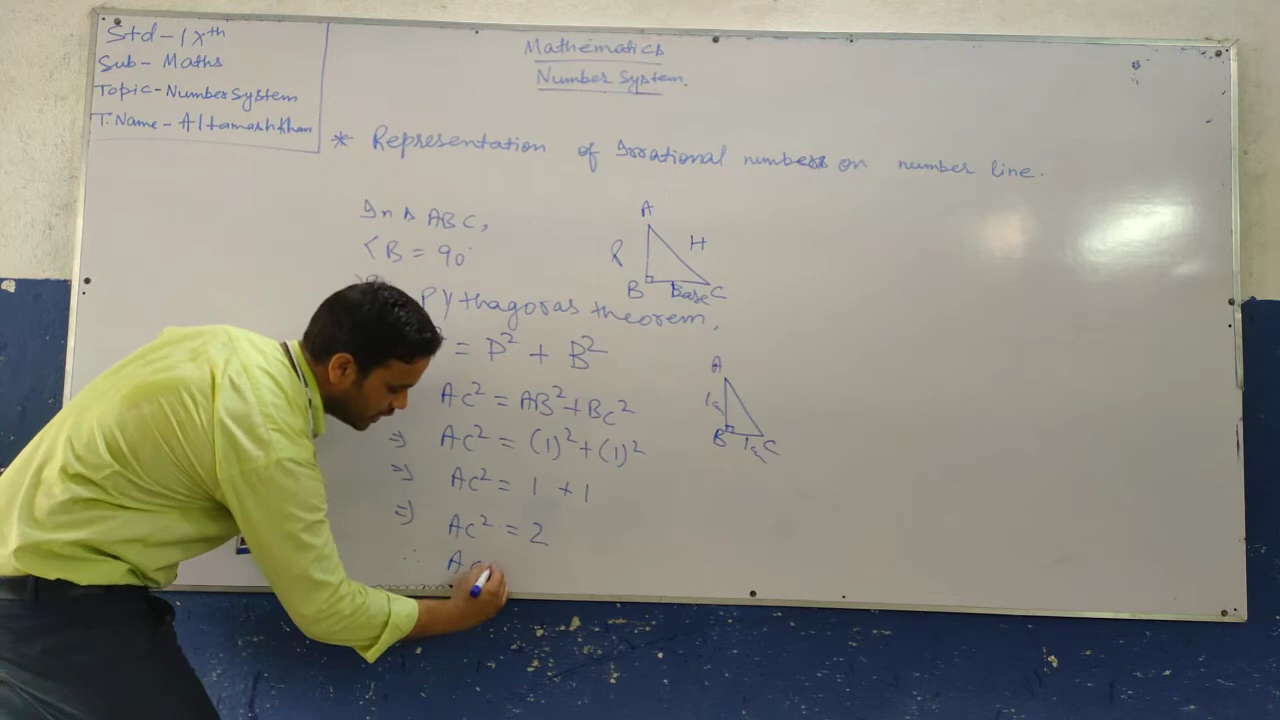 Std - IXth
Sub - Maths
Topic - Number System
T. Name - Altamash Khan
Mathematics
Number System.
* Representation of Irrational numbers on number line.
In Δ ABC,
∠B = 90°
A
P
H
B
Base
C
Pythagoras theorem,
= P² + B²
AC² = AB² + BC²
⇒ AC² = (1)² + (1)²
⇒ AC² = 1 + 1
⇒ AC² = 2
∴ AC
A
B
C